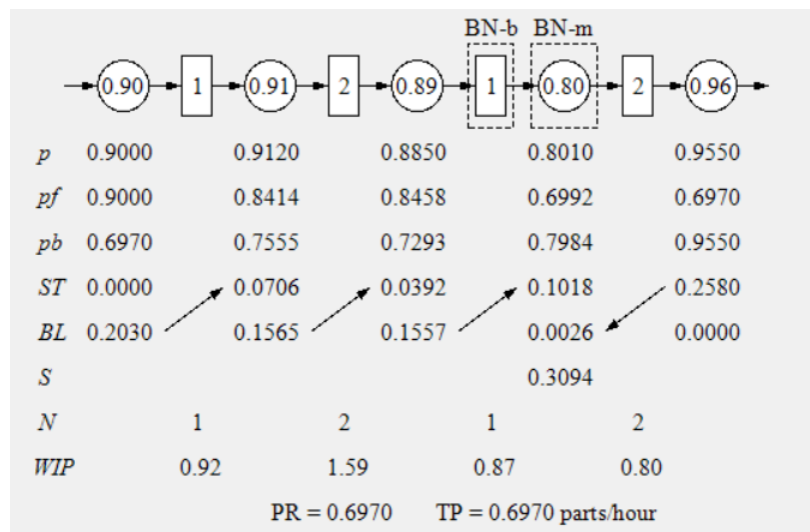 BN-b BN-m
0.90 1 0.91 2 0.89 1 0.80 2 0.96
p 0.9000 0.9120 0.8850 0.8010 0.9550
pf 0.9000 0.8414 0.8458 0.6992 0.6970
pb 0.6970 0.7555 0.7293 0.7984 0.9550
ST 0.0000 0.0706 0.0392 0.1018 0.2580
BL 0.2030 0.1565 0.1557 0.0026 0.0000
S 0.3094
N 1 2 1 2
WIP 0.92 1.59 0.87 0.80
PR = 0.6970 TP = 0.6970 parts/hour